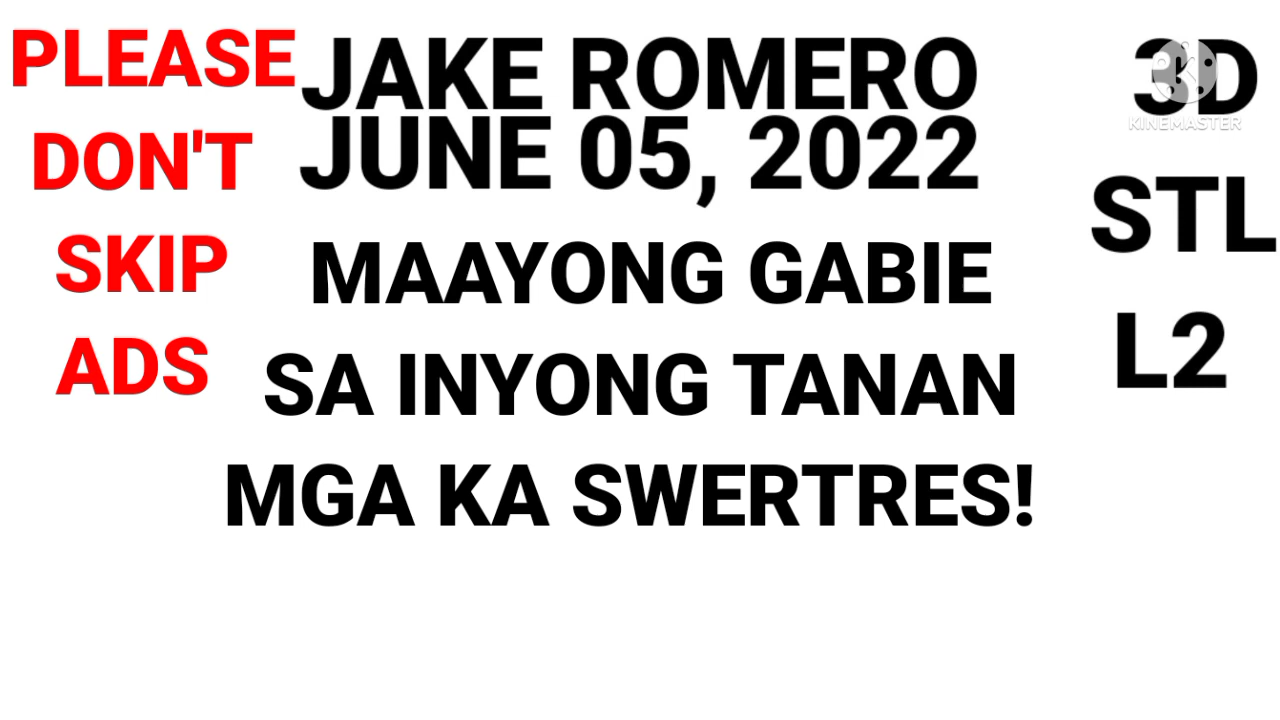 PLEASE
DON'T
SKIP
ADS
JAKE ROMERO
JUNE 05, 2022
MAAYONG GABIE
SA INYONG TANAN
MGA KA SWERTRES!
3D
STL
L2
KINEMASTER